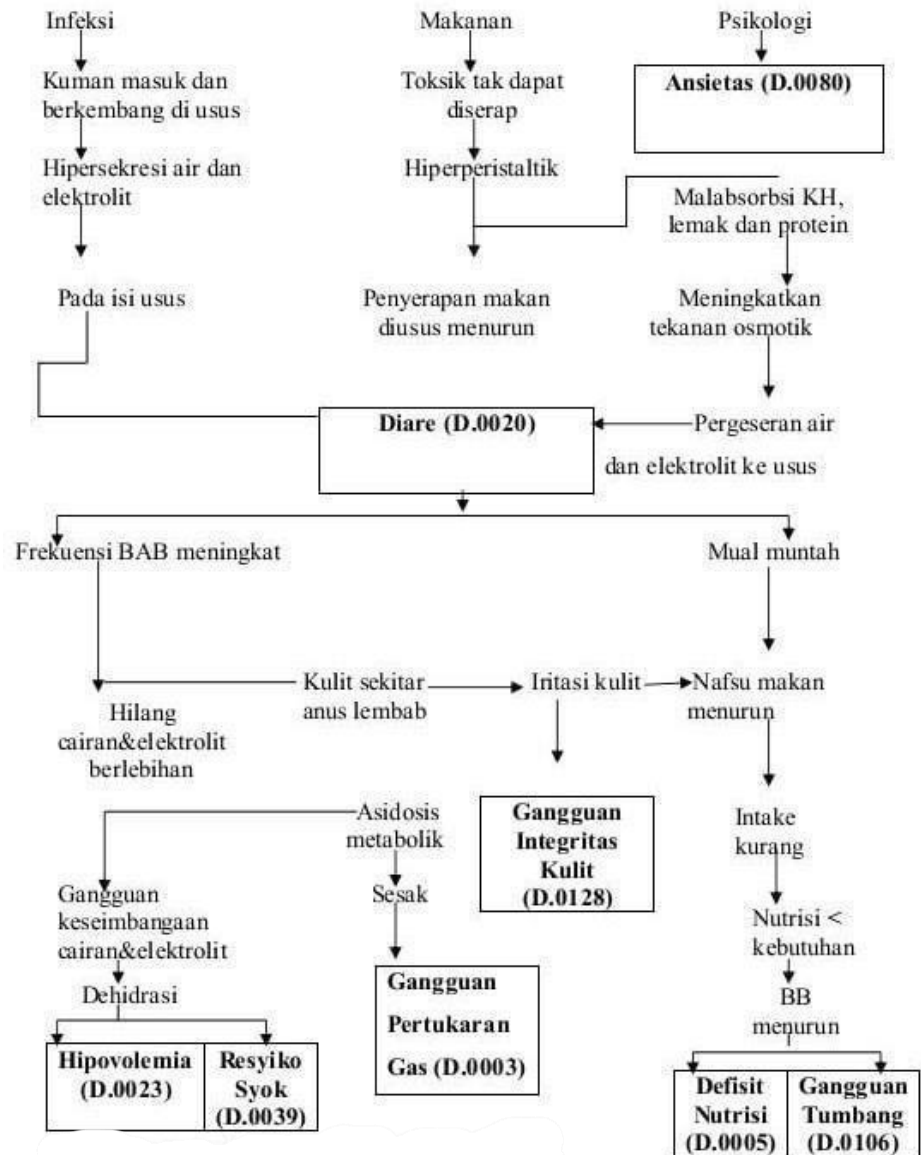 Infeksi
Makanan
Psikologi
Kuman masuk dan
berkembang di usus
Toksik tak dapat
diserap
Ansietas (D.0080)
Hipersekresi air dan
elektrolit
Hiperperistaltik
Malabsorbsi KH,
lemak dan protein
Pada isi usus
Penyerapan makan
diusus menurun
Meningkatkan
tekanan osmotik
Diare (D.0020)
Pergeseran air
dan elektrolit ke usus
Frekuensi BAB meningkat
Mual muntah
Hilang
cairan&elektrolit
berlebihan
Kulit sekitar
anus lembab
Iritasi kulit
Nafsu makan
menurun
Asidosis
metabolik
Gangguan
Integritas
Kulit
(D.0128)
Intake
kurang
Gangguan
keseimbangaan
cairan&elektrolit
Sesak
Nutrisi <
kebutuhan
Dehidrasi
Gangguan
Pertukaran
Gas (D.0003)
BB
menurun
Hipovolemia
(D.0023)
Resyiko
Syok
(D.0039)
Defisit
Nutrisi
(D.0005)
Gangguan
Tumbang
(D.0106)